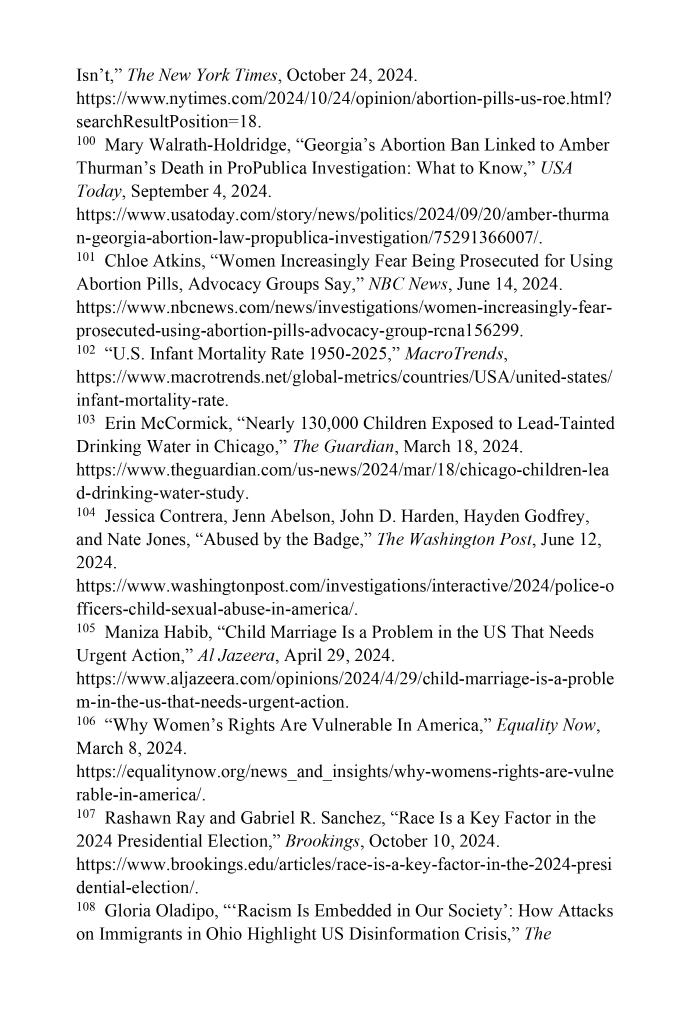 Isn’t,” The New York Times, October 24, 2024.
https://www.nytimes.com/2024/10/24/opinion/abortion-pills-us-roe.html?
searchResultPosition=18.
100 Mary Walrath-Holdridge, “Georgia’s Abortion Ban Linked to Amber
Thurman’s Death in ProPublica Investigation: What to Know,” USA
Today, September 4, 2024.
https://www.usatoday.com/story/news/politics/2024/09/20/amber-thurma
n-georgia-abortion-law-propublica-investigation/75291366007/.
101 Chloe Atkins, “Women Increasingly Fear Being Prosecuted for Using
Abortion Pills, Advocacy Groups Say,” NBC News, June 14, 2024.
https://www.nbcnews.com/news/investigations/women-increasingly-fear-
prosecuted-using-abortion-pills-advocacy-group-rcna156299.
102 “U.S. Infant Mortality Rate 1950-2025,” MacroTrends,
https://www.macrotrends.net/global-metrics/countries/USA/united-states/
infant-mortality-rate.
103 Erin McCormick, “Nearly 130,000 Children Exposed to Lead-Tainted
Drinking Water in Chicago,” The Guardian, March 18, 2024.
https://www.theguardian.com/us-news/2024/mar/18/chicago-children-lea
d-drinking-water-study.
104 Jessica Contrera, Jenn Abelson, John D. Harden, Hayden Godfrey,
and Nate Jones, “Abused by the Badge,” The Washington Post, June 12,
2024.
https://www.washingtonpost.com/investigations/interactive/2024/police-o
fficers-child-sexual-abuse-in-america/.
105 Maniza Habib, “Child Marriage Is a Problem in the US That Needs
Urgent Action,” Al Jazeera, April 29, 2024.
https://www.aljazeera.com/opinions/2024/4/29/child-marriage-is-a-proble
m-in-the-us-that-needs-urgent-action.
106 “Why Women’s Rights Are Vulnerable In America,” Equality Now,
March 8, 2024.
https://equalitynow.org/news_and_insights/why-womens-rights-are-vulne
rable-in-america/.
107 Rashawn Ray and Gabriel R. Sanchez, “Race Is a Key Factor in the
2024 Presidential Election,” Brookings, October 10, 2024.
https://www.brookings.edu/articles/race-is-a-key-factor-in-the-2024-presi
dential-election/.
108 Gloria Oladipo, “‘Racism Is Embedded in Our Society’: How Attacks
on Immigrants in Ohio Highlight US Disinformation Crisis,” The